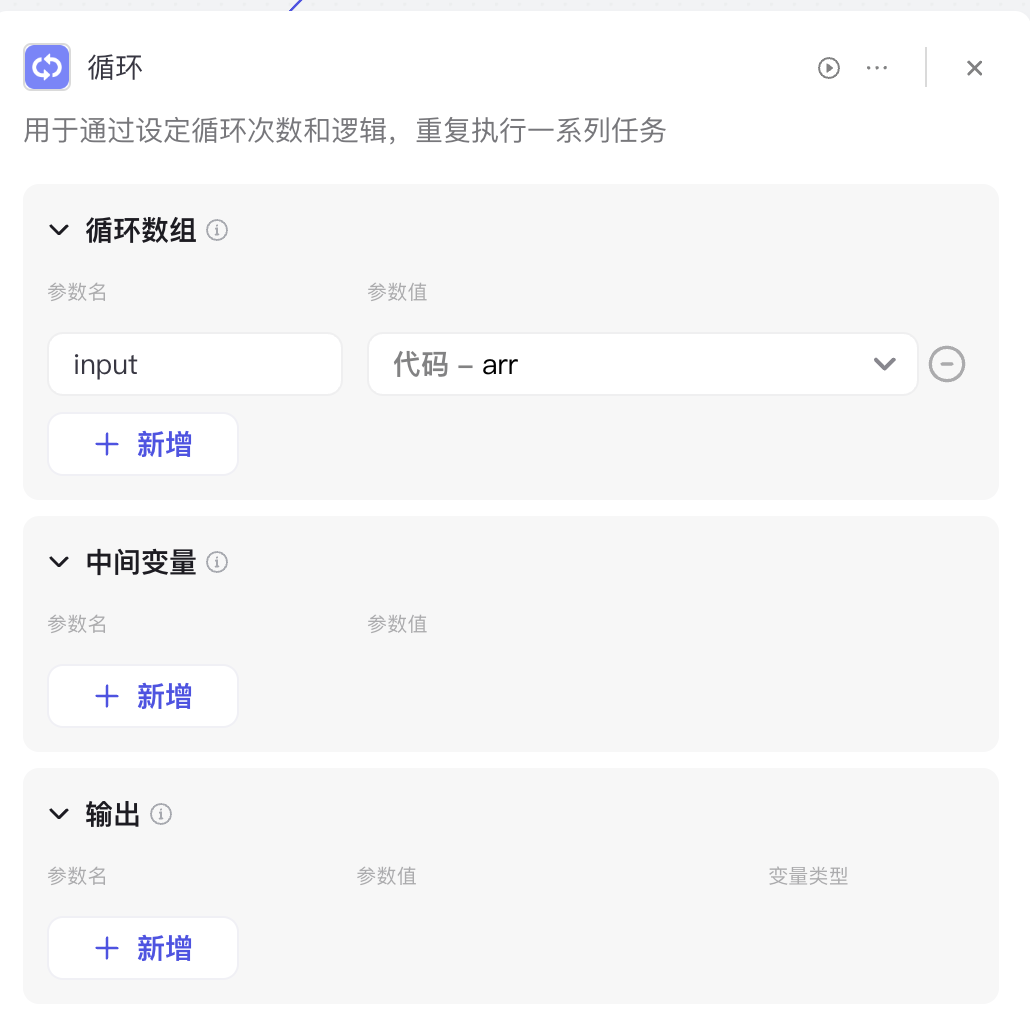 循环
用于通过设定循环次数和逻辑，重复执行一系列任务
循环数组
参数名 参数值
input 代码 – arr
新增
中间变量
参数名 参数值
新增
输出
参数名 参数值 变量类型
新增